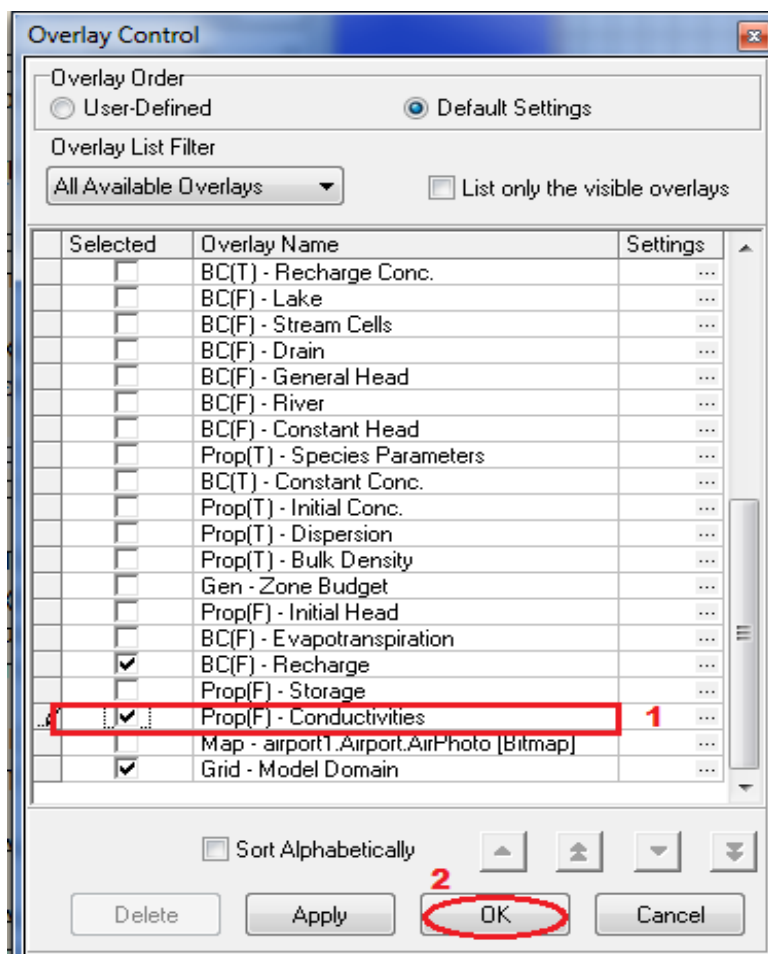 Overlay Control
Overlay Order
User-Defined Default Settings
Overlay List Filter
All Available Overlays List only the visible overlays
Selected Overlay Name Settings
BC(T) - Recharge Conc. ...
BC(F) - Lake ...
BC(F) - Stream Cells ...
BC(F) - Drain ...
BC(F) - General Head ...
BC(F) - River ...
BC(F) - Constant Head ...
Prop(T) - Species Parameters ...
BC(T) - Constant Conc. ...
Prop(T) - Initial Conc. ...
Prop(T) - Dispersion ...
Prop(T) - Bulk Density ...
Gen - Zone Budget ...
Prop(F) - Initial Head ...
BC(F) - Evapotranspiration ...
BC(F) - Recharge ...
Prop(F) - Storage ...
Prop(F) - Conductivities 1 ...
Map - airport1.Airport.AirPhoto [Bitmap] ...
Grid - Model Domain ...
Sort Alphabetically
2
Delete Apply OK Cancel